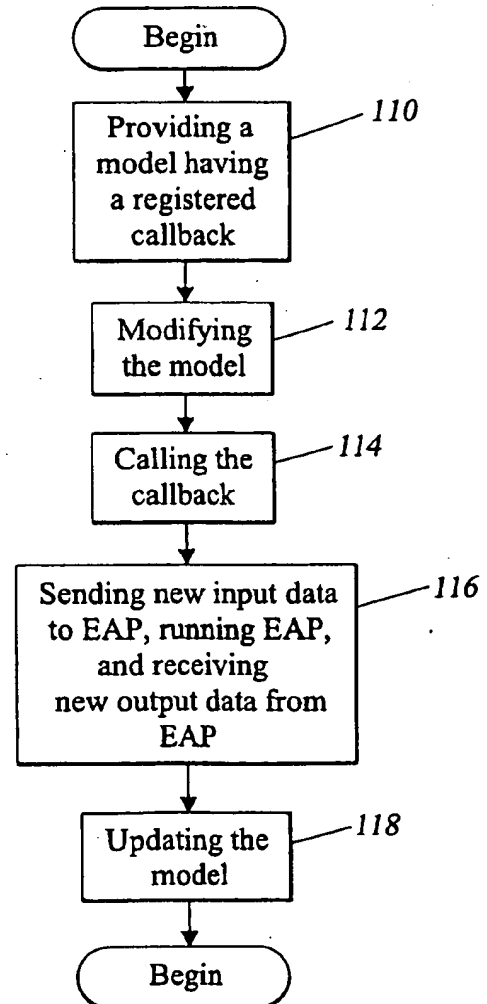 Begin
110
Providing a
model having
a registered
callback
112
Modifying
the model
114
Calling the
callback
116
Sending new input data
to EAP, running EAP,
and receiving
new output data from
EAP
118
Updating the
model
Begin